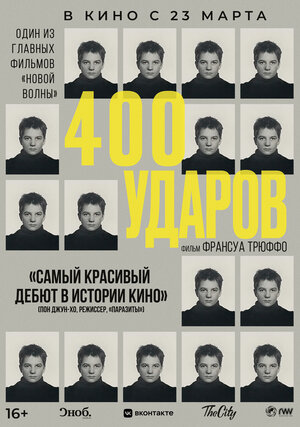 В КИНО С 23 МАРТА
ОДИН ИЗ
ГЛАВНЫХ
ФИЛЬМОВ
«НОВОЙ
ВОЛНЫ»
400
УДАРОВ
ФИЛЬМ ФРАНСУА ТРЮФФО
«САМЫЙ КРАСИВЫЙ
ДЕБЮТ В ИСТОРИИ КИНО»
(ПОН ДЖУН-ХО, РЕЖИССЕР, «ПАРАЗИТЫ»)
16+ Сноб. ВКОНТАКТЕ TheCity rwv